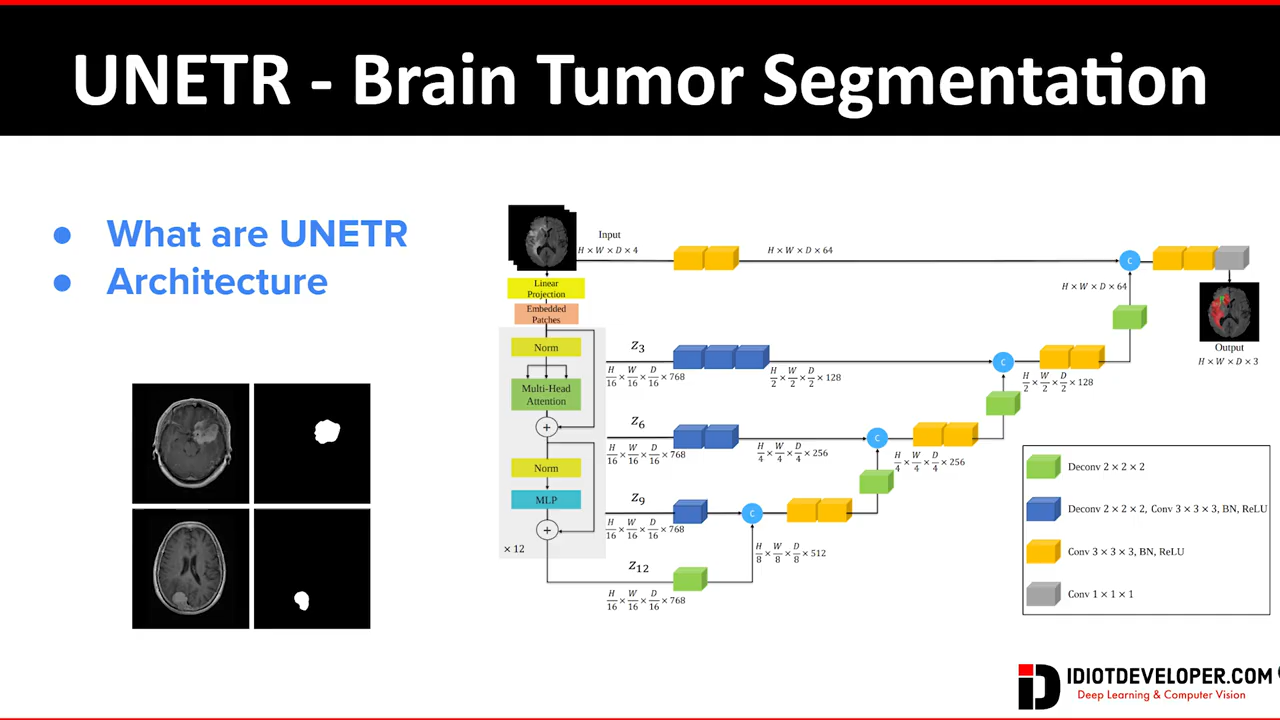 UNETR - Brain Tumor Segmentation
● What are UNETR
● Architecture
Input
H × W × D × 4
H × W × D × 64
C
Linear
Projection
Embedded
Patches
H × W × D × 64
Output
H × W × D × 3
Norm
Multi-Head
Attention
+
Norm
MLP
+
× 12
z₃
H/16 × W/16 × D/16 × 768
H/2 × W/2 × D/2 × 128
C
H/2 × W/2 × D/2 × 128
z₆
H/16 × W/16 × D/16 × 768
H/4 × W/4 × D/4 × 256
C
H/4 × W/4 × D/4 × 256
z₉
H/16 × W/16 × D/16 × 768
C
H/8 × W/8 × D/8 × 512
z₁₂
H/16 × W/16 × D/16 × 768
Deconv 2 × 2 × 2
Deconv 2 × 2 × 2, Conv 3 × 3 × 3, BN, ReLU
Conv 3 × 3 × 3, BN, ReLU
Conv 1 × 1 × 1
iD
IDIOTDEVELOPER.COM
Deep Learning & Computer Vision